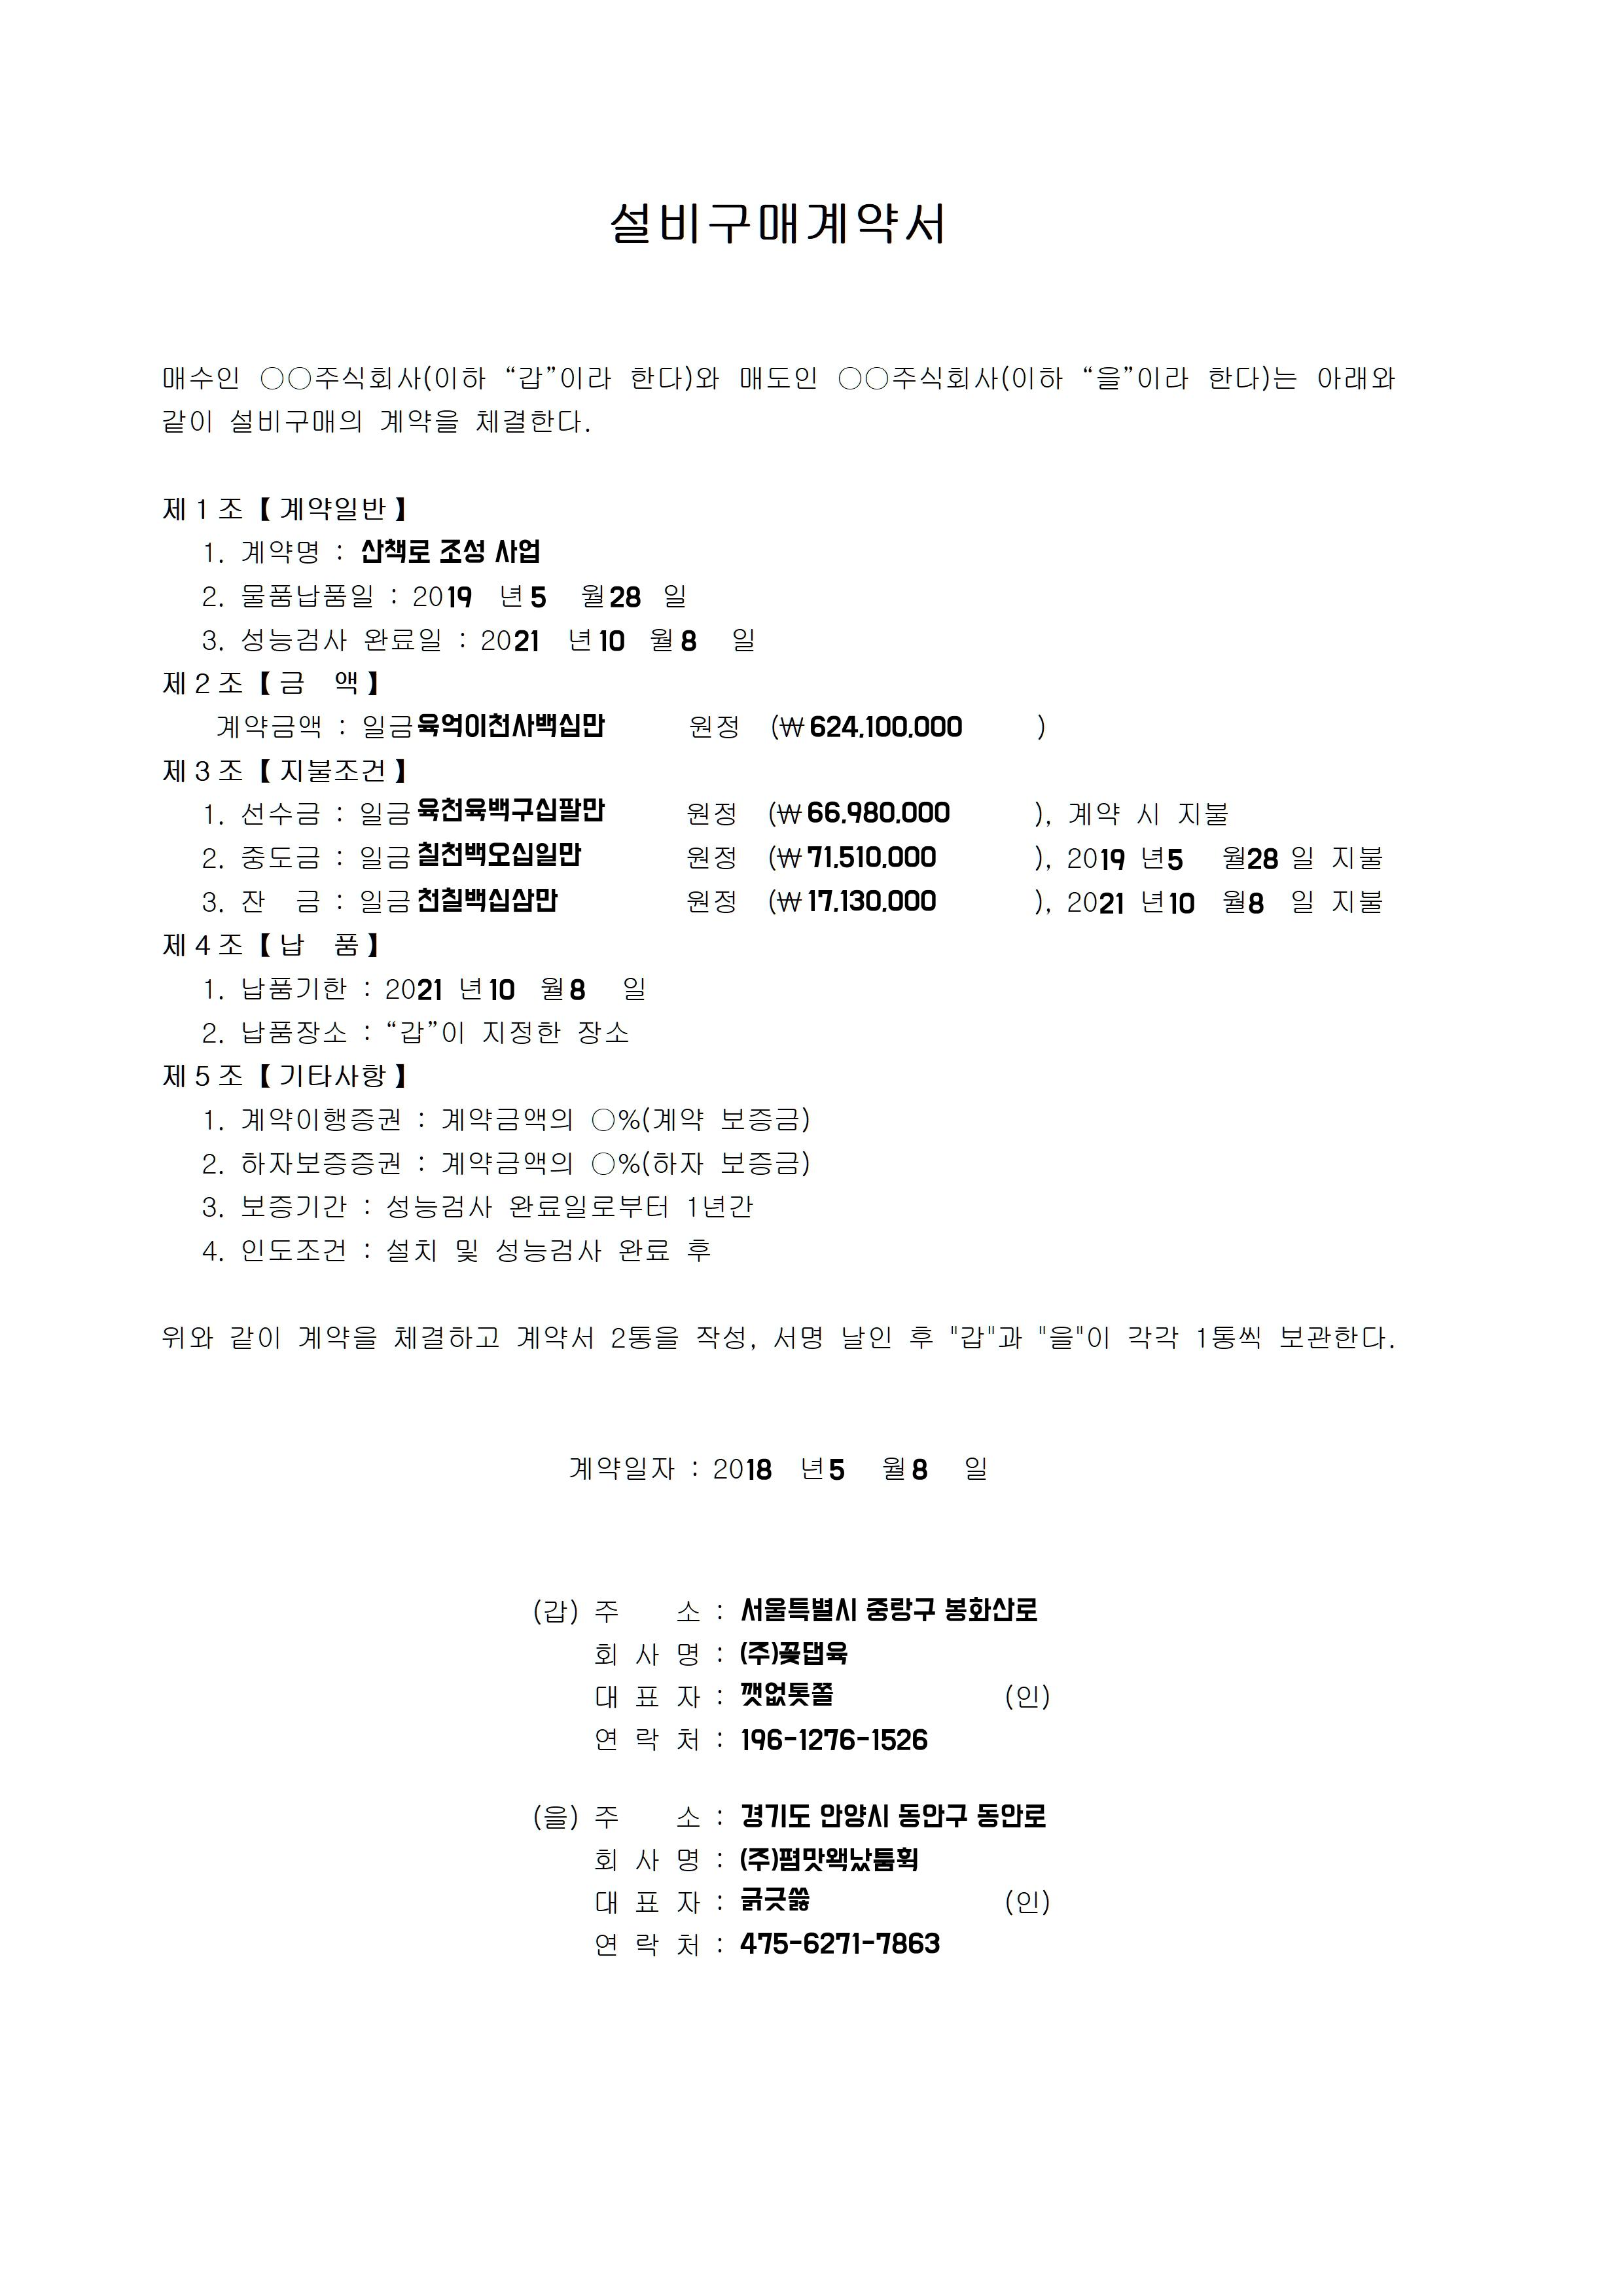 설비구매계약서
매수인 ○○주식회사(이하 “갑”이라 한다)와 매도인 ○○주식회사(이하 “을”이라 한다)는 아래와
같이 설비구매의 계약을 체결한다.
제1조【계약일반】
1. 계약명 : 산책로 조성 사업
2. 물품납품일 : 2019 년 5 월 28 일
3. 성능검사 완료일 : 2021 년 10 월 8 일
제2조【금 액】
계약금액 : 일금 육억이천사백십만 원정 (₩ 624,100,000 )
제3조【지불조건】
1. 선수금 : 일금 육천육백구십팔만 원정 (₩ 66,980,000 ), 계약 시 지불
2. 중도금 : 일금 칠천백오십일만 원정 (₩ 71,510,000 ), 2019 년 5 월 28 일 지불
3. 잔 금 : 일금 천칠백십삼만 원정 (₩ 17,130,000 ), 2021 년 10 월 8 일 지불
제4조【납 품】
1. 납품기한 : 2021 년 10 월 8 일
2. 납품장소 : “갑”이 지정한 장소
제5조【기타사항】
1. 계약이행증권 : 계약금액의 ○%(계약 보증금)
2. 하자보증증권 : 계약금액의 ○%(하자 보증금)
3. 보증기간 : 성능검사 완료일로부터 1년간
4. 인도조건 : 설치 및 성능검사 완료 후
위와 같이 계약을 체결하고 계약서 2통을 작성, 서명 날인 후 "갑"과 "을"이 각각 1통씩 보관한다.
계약일자 : 2018 년 5 월 8 일
(갑) 주 소 : 서울특별시 중랑구 봉화산로
회 사 명 : (주)꽃댑육
대 표 자 : 깻없톳쫄 (인)
연 락 처 : 196-1276-1526
(을) 주 소 : 경기도 안양시 동안구 동안로
회 사 명 : (주)폄맛왝났툼휙
대 표 자 : 긁긋쓿 (인)
연 락 처 : 475-6271-7863